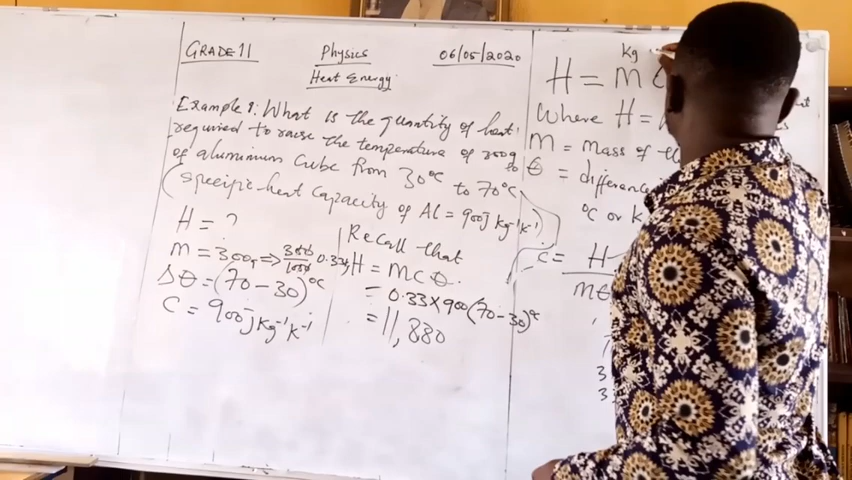 GRADE 11 Physics 06/05/2020
Heat Energy
Example 1: What is the quantity of heat
required to raise the temperature of 300g
of aluminium cube from 30°C to 70°C
(specific heat capacity of Al = 900J Kg⁻¹K⁻¹).
H = ?
m = 300g ⇒ 300/1000 0.33
Δθ = (70 - 30)°C
C = 900J Kg⁻¹K⁻¹
Recall that
H = MCθ.
= 0.33 x 900 (70 - 30)°C
= 11,880
Kg
H = m
Where H =
M = mass of
θ = difference
°C or K
C = H
mθ